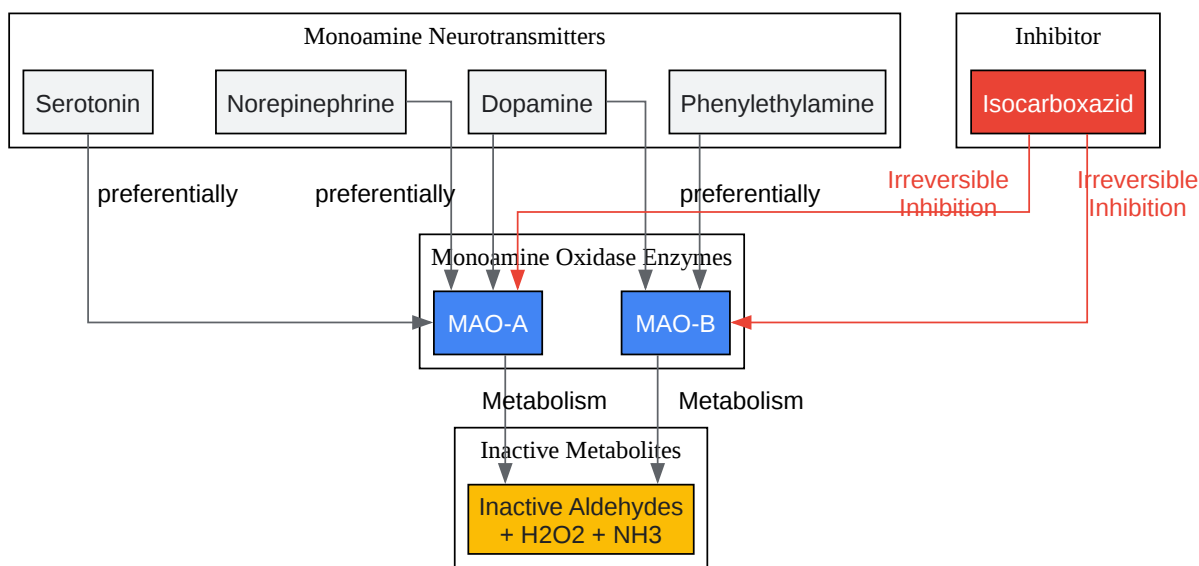 Monoamine Neurotransmitters
Inhibitor
Serotonin
Norepinephrine
Dopamine
Phenylethylamine
Isocarboxazid
preferentially
preferentially
preferentially
Irreversible
Inhibition
Irreversible
Inhibition
Monoamine Oxidase Enzymes
MAO-A
MAO-B
Metabolism
Metabolism
Inactive Metabolites
Inactive Aldehydes
+ H2O2 + NH3